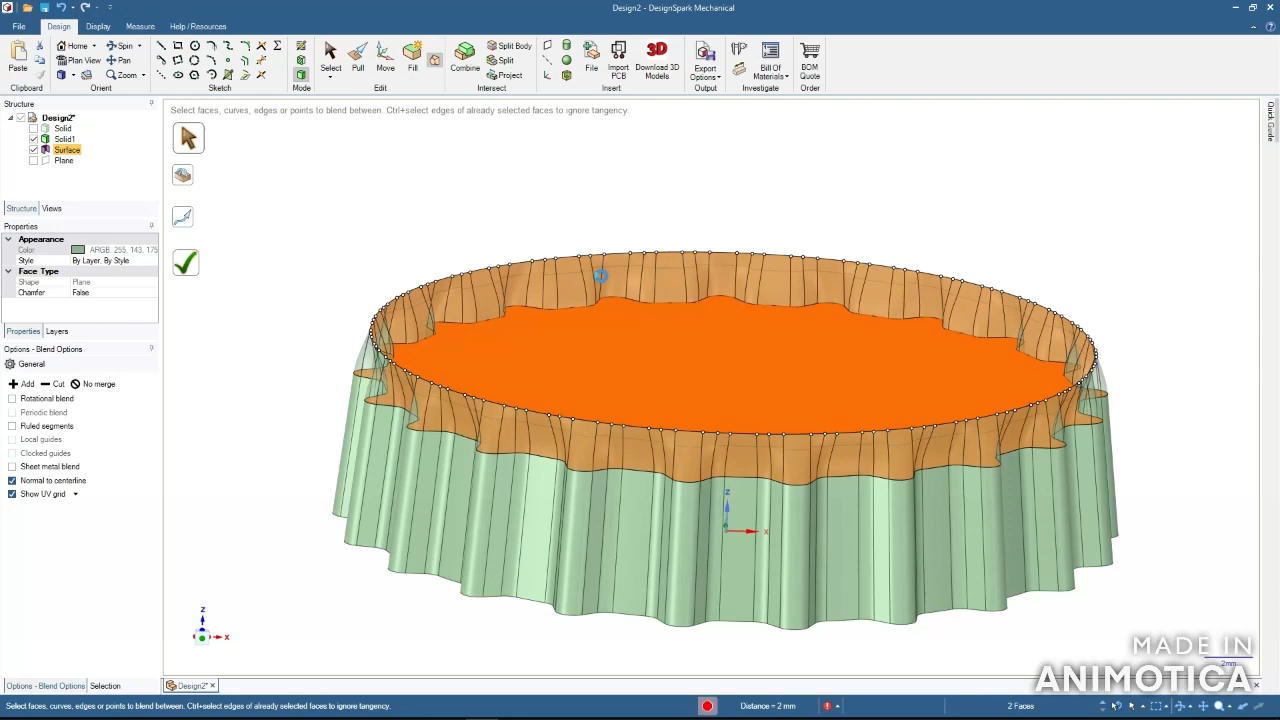 Design2 - DesignSpark Mechanical
File Design Display Measure Help / Resources
Paste
Home Spin
Plan View Pan
Zoom
Select Pull Move Fill
Combine
Split Body
Split
Project
File Import PCB Download 3D Models
Export Options
Bill Of Materials
BOM Quote
Clipboard Orient Sketch Mode Edit Intersect Insert Output Investigate Order
Structure
Design2*
Solid
Solid1
Surface
Plane
Structure Views
Properties
Appearance
Color ARGB: 255, 143, 175
Style By Layer, By Style
Face Type
Shape Plane
Chamfer False
Properties Layers
Options - Blend Options
General
Add Cut No merge
Rotational blend
Periodic blend
Ruled segments
Local guides
Clocked guides
Sheet metal blend
Normal to centerline
Show UV grid
Select faces, curves, edges or points to blend between. Ctrl+select edges of already selected faces to ignore tangency.
Quick Guide
Z
X
Z
X
MADE IN
ANIMOTICA
2mm
Options - Blend Options Selection
Design2*
Select faces, curves, edges or points to blend between. Ctrl+select edges of already selected faces to ignore tangency.
Distance = 2 mm
2 Faces